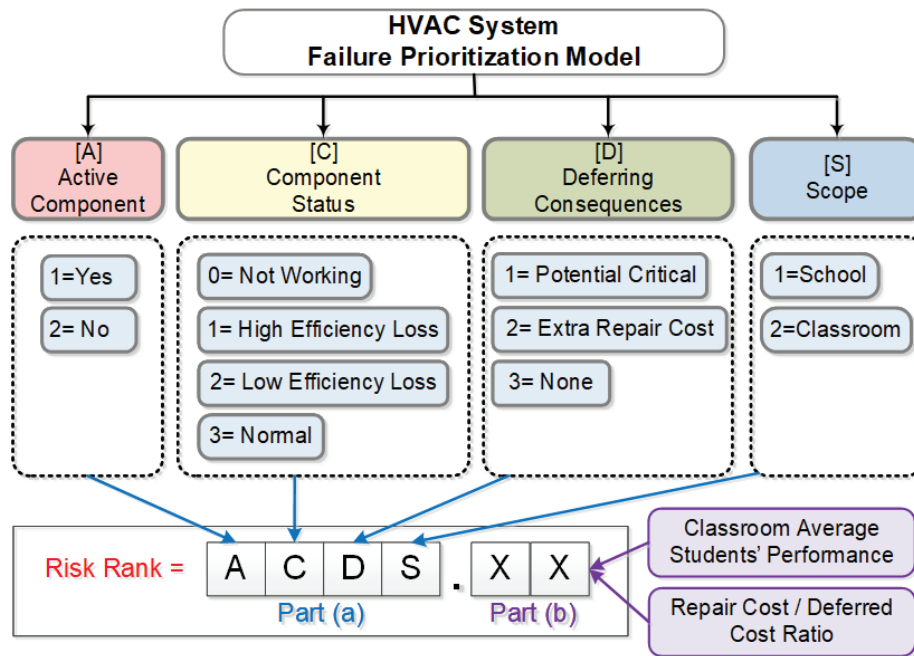 HVAC System
Failure Prioritization Model
[A]
Active
Component
[C]
Component
Status
[D]
Deferring
Consequences
[S]
Scope
1=Yes
2= No
0= Not Working
1= High Efficiency Loss
2= Low Efficiency Loss
3= Normal
1= Potential Critical
2= Extra Repair Cost
3= None
1=School
2=Classroom
Risk Rank =
A C D S . X X
Part (a)
Part (b)
Classroom Average
Students' Performance
Repair Cost / Deferred
Cost Ratio